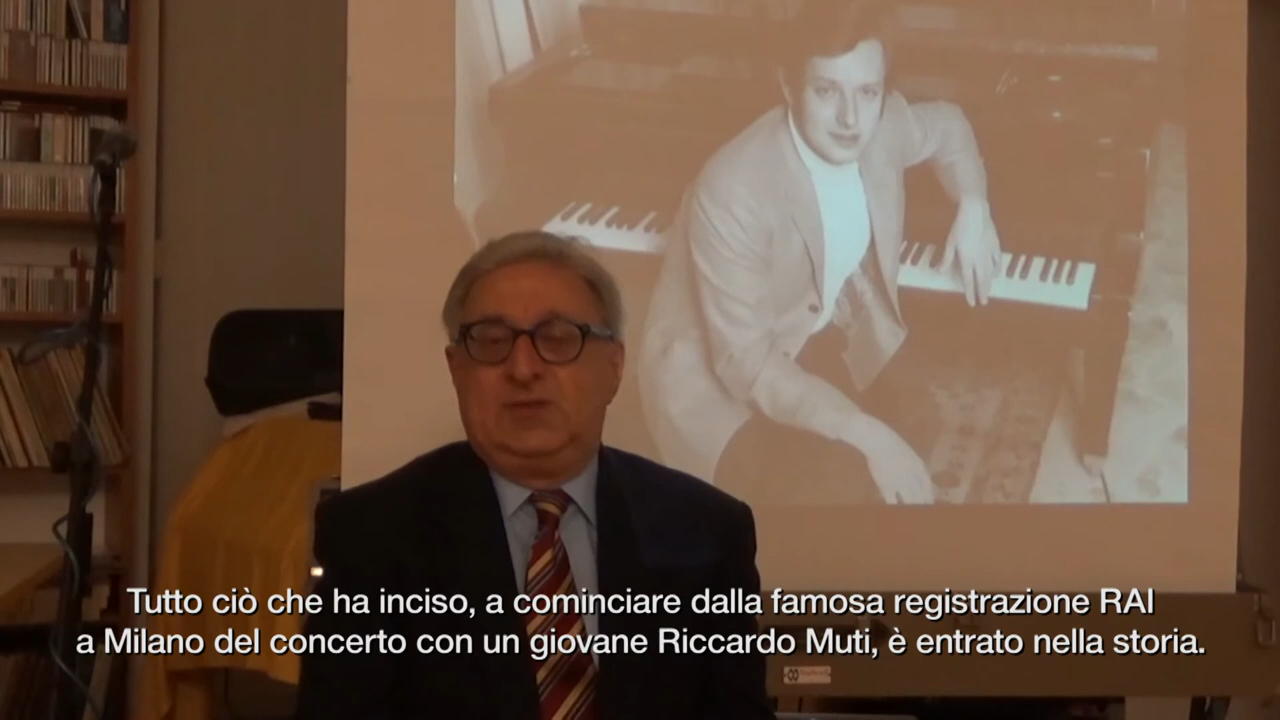 Tutto ciò che ha inciso, a cominciare dalla famosa registrazione RAI
a Milano del concerto con un giovane Riccardo Muti, è entrato nella storia.